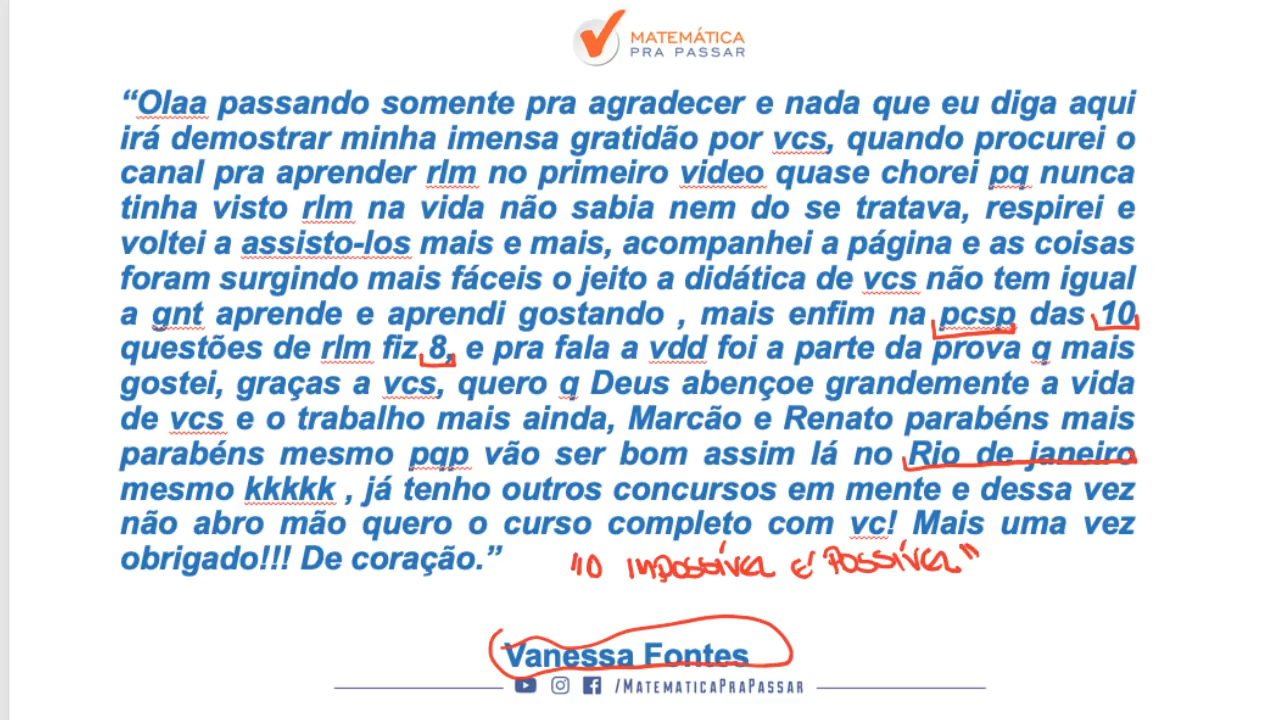 MATEMÁTICA
PRA PASSAR
“Olaa passando somente pra agradecer e nada que eu diga aqui
irá demostrar minha imensa gratidão por vcs, quando procurei o
canal pra aprender rlm no primeiro video quase chorei pq nunca
tinha visto rlm na vida não sabia nem do se tratava, respirei e
voltei a assisto-los mais e mais, acompanhei a página e as coisas
foram surgindo mais fáceis o jeito a didática de vcs não tem igual
a gnt aprende e aprendi gostando , mais enfim na pcsp das 10
questões de rlm fiz 8, e pra fala a vdd foi a parte da prova q mais
gostei, graças a vcs, quero q Deus abençoe grandemente a vida
de vcs e o trabalho mais ainda, Marcão e Renato parabéns mais
parabéns mesmo pqp vão ser bom assim lá no Rio de janeiro
mesmo kkkkk , já tenho outros concursos em mente e dessa vez
não abro mão quero o curso completo com vc! Mais uma vez
obrigado!!! De coração.”
"O IMPOSSÍVEL É POSSÍVEL"
Vanessa Fontes
/MATEMATICAPRAPASSAR